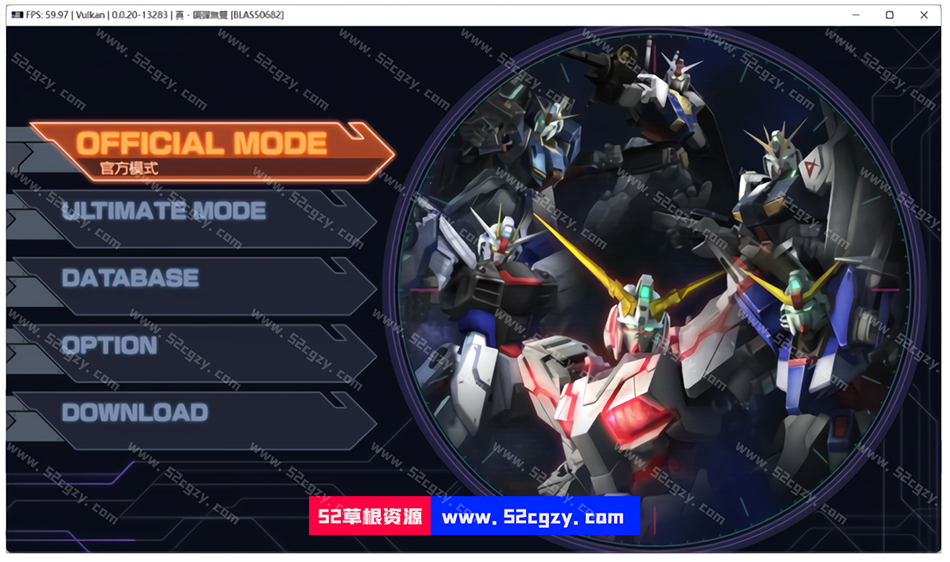 FPS: 59.97 | Vulkan | 0.0.20-13283 | 真 - 鋼彈無雙 [BLAS50682]
OFFICIAL MODE
官方模式
ULTIMATE MODE
DATABASE
OPTION
DOWNLOAD
52草根资源 www.52cgzy.com